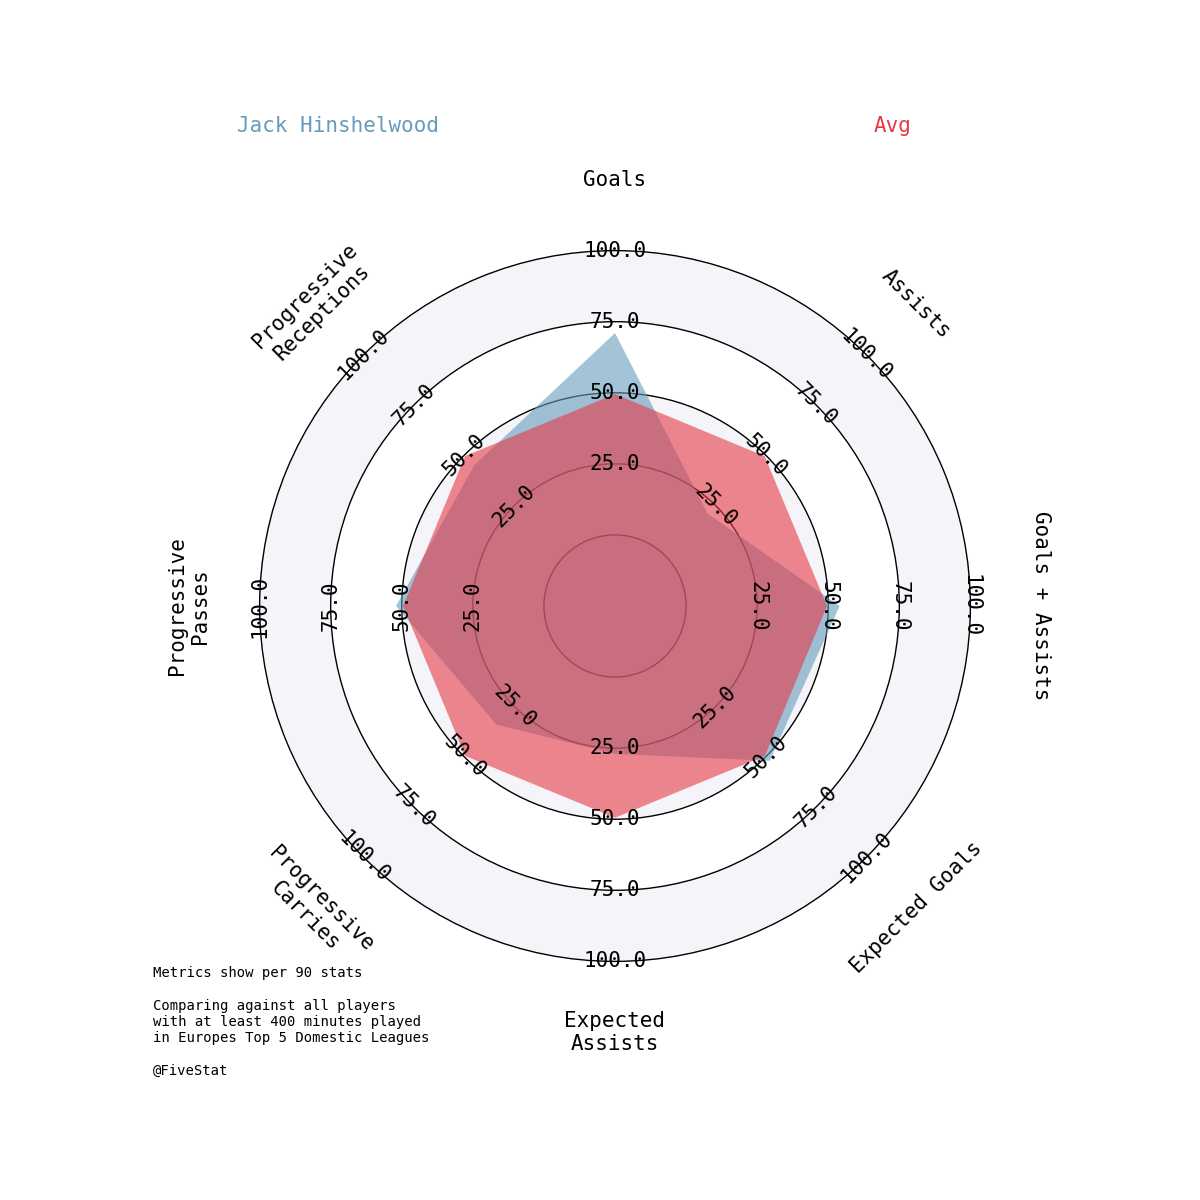 Jack Hinshelwood
Avg
Goals
Assists
Goals + Assists
Expected Goals
Expected
Assists
Progressive
Carries
Progressive
Passes
Progressive
Receptions
25.0
50.0
75.0
100.0
25.0
50.0
75.0
100.0
25.0
50.0
75.0
100.0
25.0
50.0
75.0
100.0
25.0
50.0
75.0
100.0
25.0
50.0
75.0
100.0
25.0
50.0
75.0
100.0
25.0
50.0
75.0
100.0
Metrics show per 90 stats
Comparing against all players
with at least 400 minutes played
in Europes Top 5 Domestic Leagues
@FiveStat